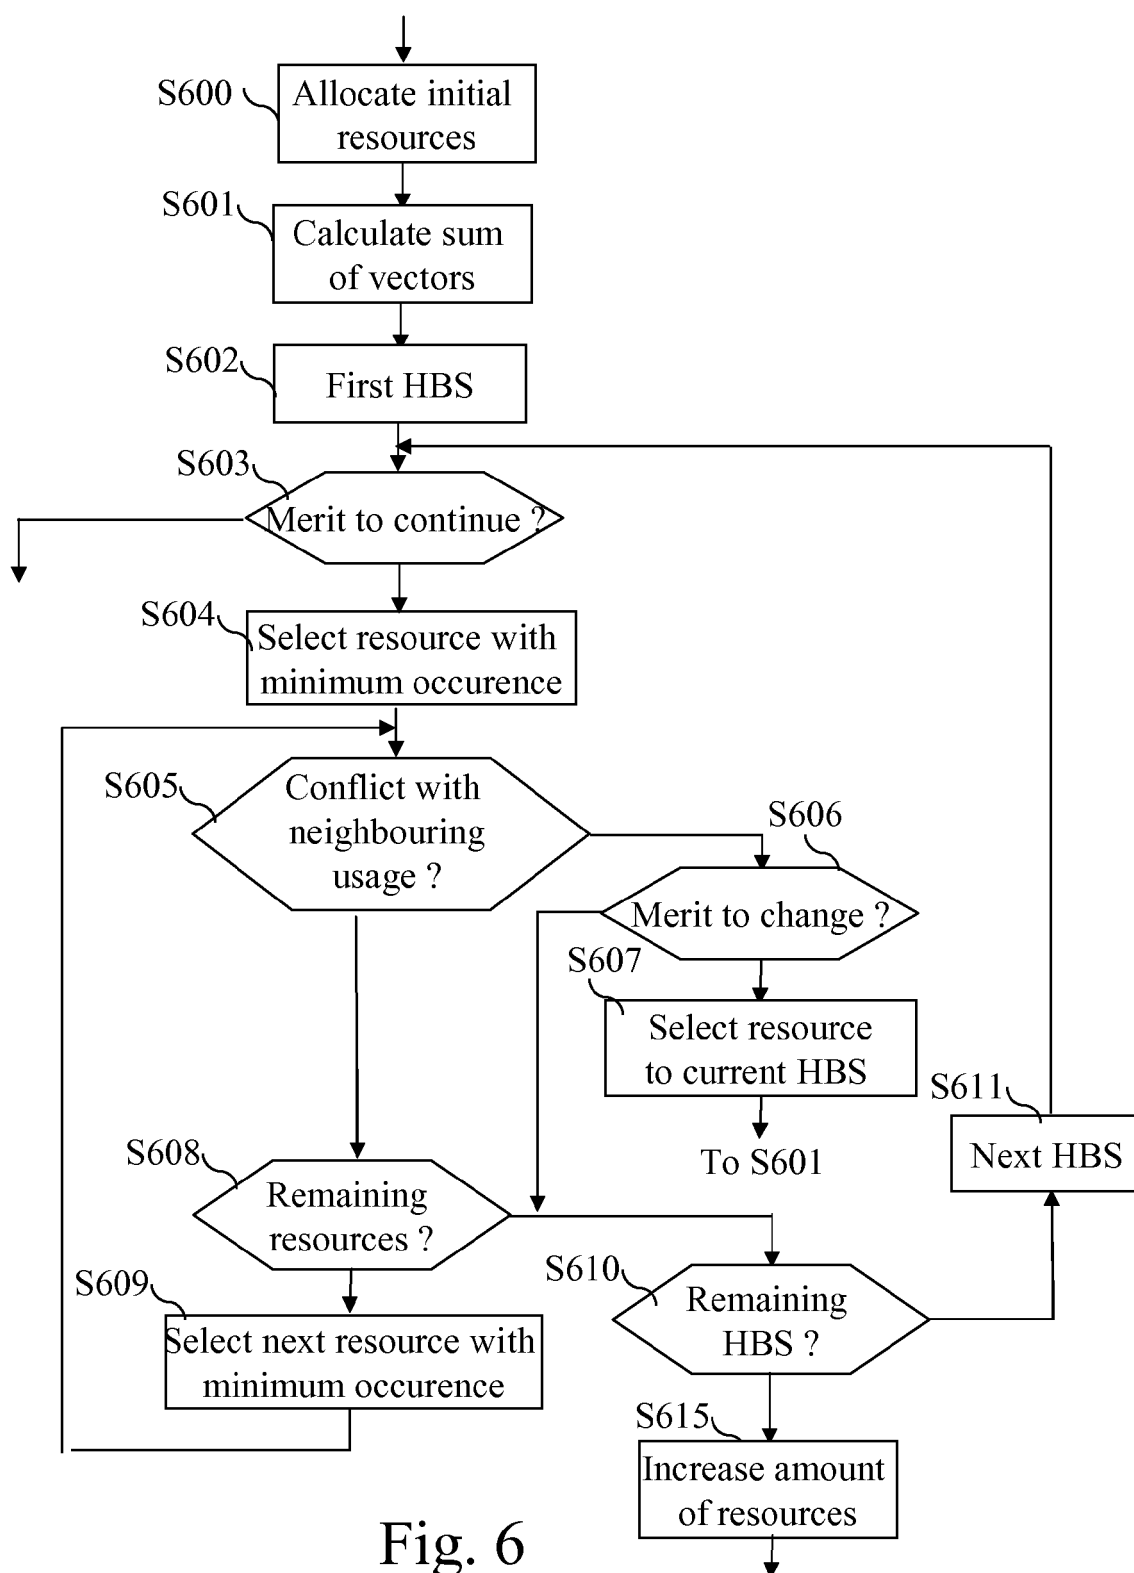 S600
Allocate initial
resources
S601
Calculate sum
of vectors
S602
First HBS
S603
Merit to continue ?
S604
Select resource with
minimum occurence
S605
Conflict with
neighbouring
usage ?
S606
Merit to change ?
S607
Select resource
to current HBS
To S601
S611
Next HBS
S608
Remaining
resources ?
S609
Select next resource with
minimum occurence
S610
Remaining
HBS ?
S615
Increase amount
of resources
Fig. 6